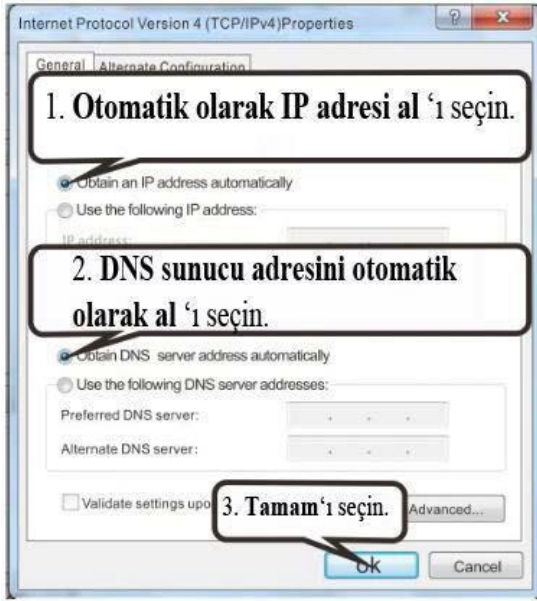 Internet Protocol Version 4 (TCP/IPv4)Properties
General Alternate Configuration
1. Otomatik olarak IP adresi al ‘ı seçin.
Obtain an IP address automatically
Use the following IP address:
IP address:
2. DNS sunucu adresini otomatik
olarak al ‘ı seçin.
Obtain DNS server address automatically
Use the following DNS server addresses:
Preferred DNS server:
Alternate DNS server:
Validate settings upo
3. Tamam‘ı seçin.
Advanced...
Ok
Cancel